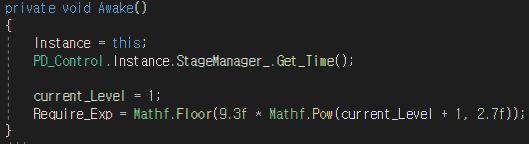 private void Awake()
{
Instance = this;
PD_Control.Instance.StageManager_.Get_Time();
current_Level = 1;
Require_Exp = Mathf.Floor(9.3f * Mathf.Pow(current_Level + 1, 2.7f));
}